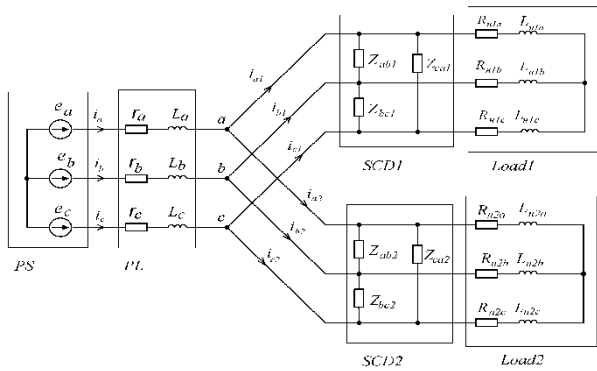 R_n1a L_n1a
Z_ab1 Z_ca1
R_n1b L_n1b
Z_bc1
R_n1c L_n1c
SCD1 Load1
i_a1
i_b1
i_c1
e_a i_a r_a L_a a
e_b i_b r_b L_b b
e_c i_c r_c L_c c
PS PL
i_a2
i_b2
i_c2
R_n2a L_n2a
Z_ab2 Z_ca2
R_n2b L_n2b
Z_bc2
R_n2c L_n2c
SCD2 Load2